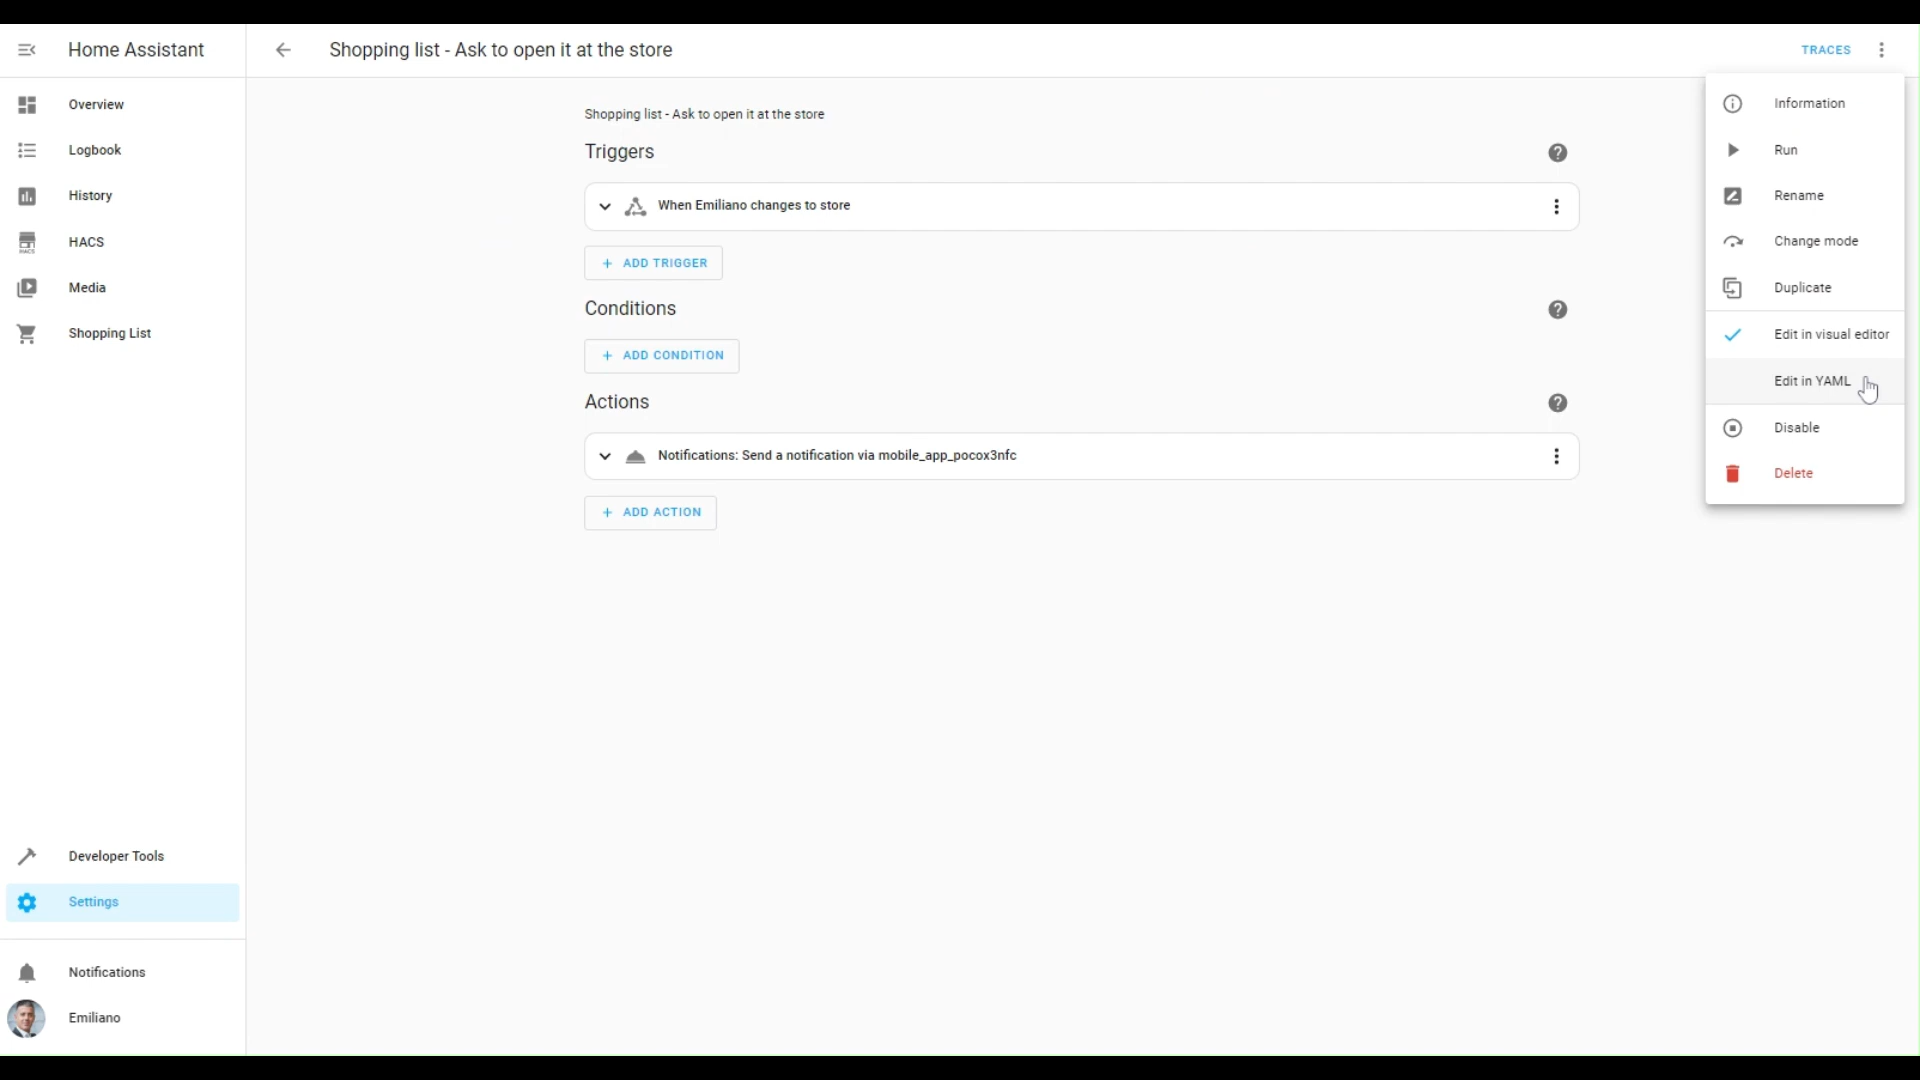 Home Assistant
Overview
Logbook
History
HACS
HACS
Media
Shopping List
Developer Tools
Settings
Notifications
Emiliano
Shopping list - Ask to open it at the store
TRACES
Shopping list - Ask to open it at the store
Triggers
When Emiliano changes to store
+ ADD TRIGGER
Conditions
+ ADD CONDITION
Actions
Notifications: Send a notification via mobile_app_pocox3nfc
+ ADD ACTION
Information
Run
Rename
Change mode
Duplicate
Edit in visual editor
Edit in YAML
Disable
Delete